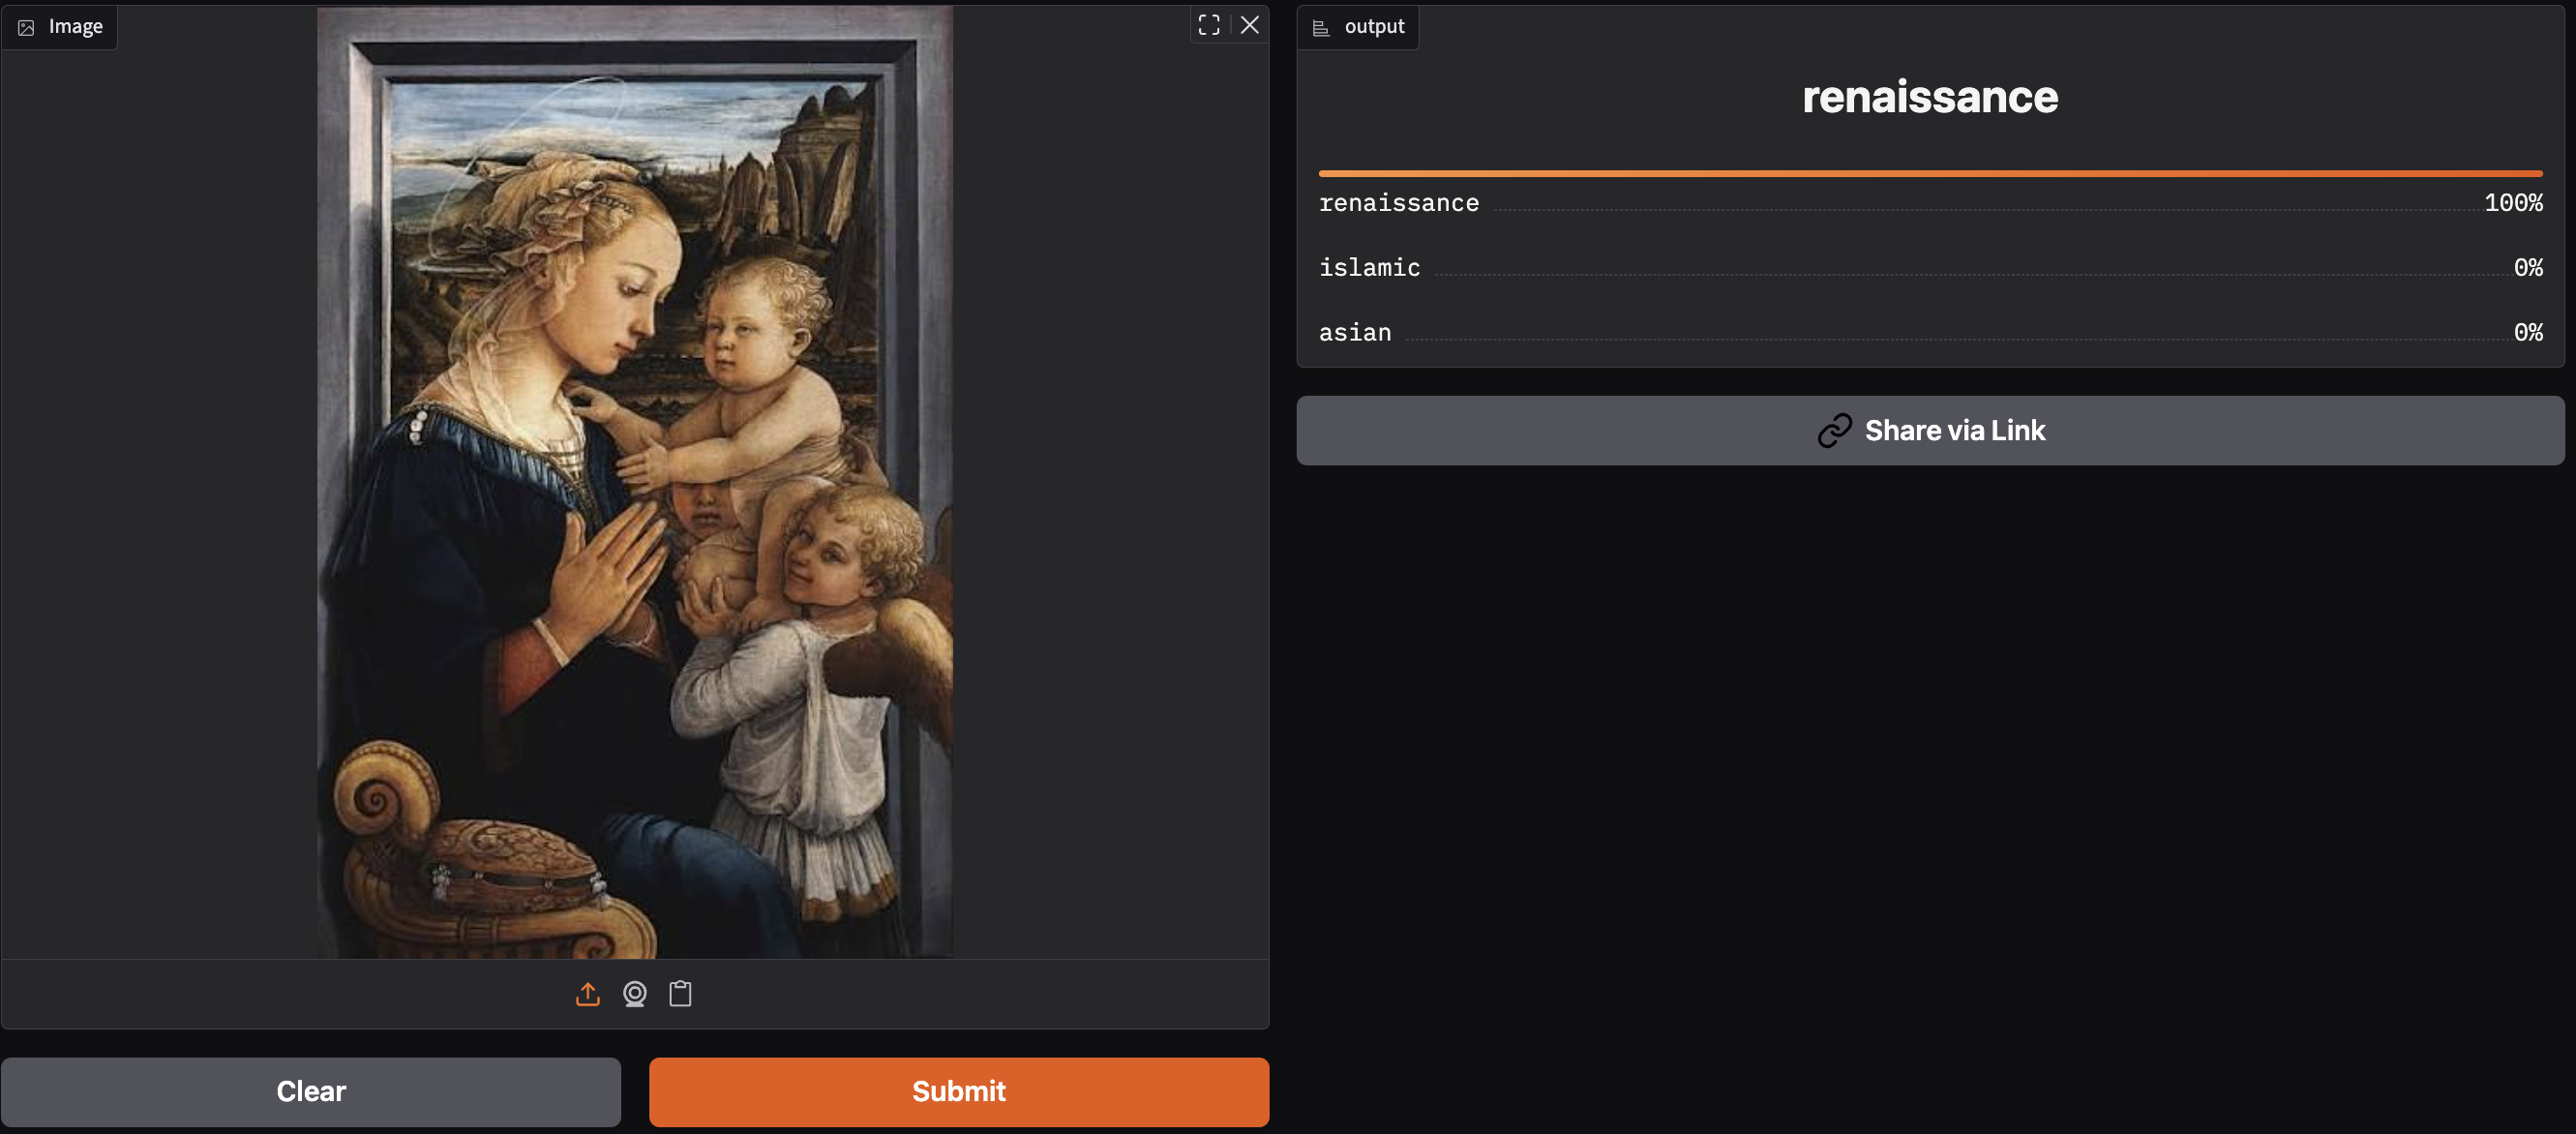 Image
output
renaissance
renaissance 100%
islamic 0%
asian 0%
Share via Link
Clear
Submit